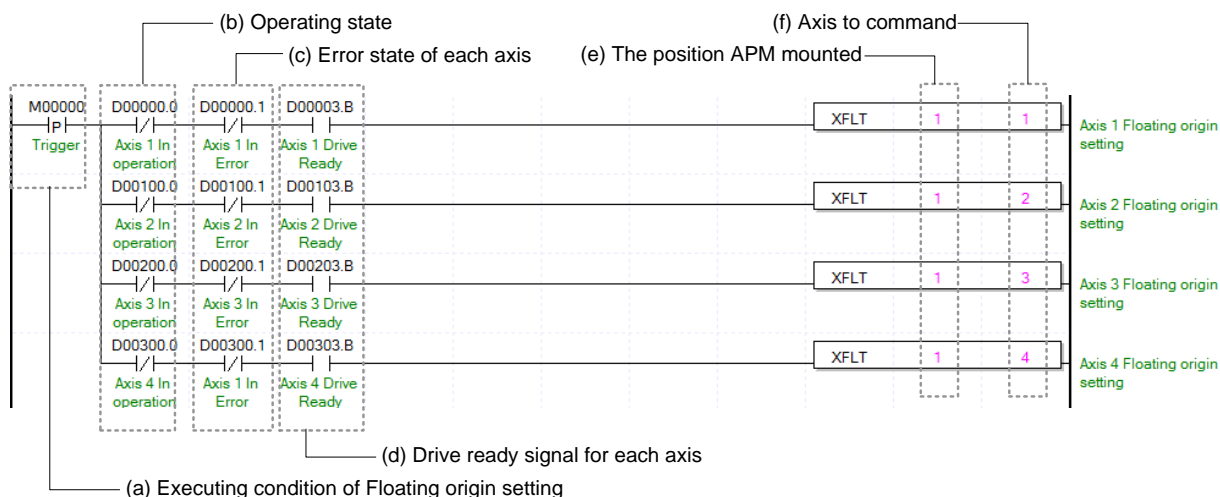 (b) Operating state
(f) Axis to command
(c) Error state of each axis
(e) The position APM mounted
M00000 D00000.0 D00000.1 D00003.B
P
XFLT 1 1
Trigger
Axis 1 In operation
Axis 1 In Error
Axis 1 Drive Ready
Axis 1 Floating origin setting
D00100.0 D00100.1 D00103.B
XFLT 1 2
Axis 2 In operation
Axis 2 In Error
Axis 2 Drive Ready
Axis 2 Floating origin setting
D00200.0 D00200.1 D00203.B
XFLT 1 3
Axis 3 In operation
Axis 3 In Error
Axis 3 Drive Ready
Axis 3 Floating origin setting
D00300.0 D00300.1 D00303.B
XFLT 1 4
Axis 4 In operation
Axis 1 In Error
Axis 4 Drive Ready
Axis 4 Floating origin setting
(d) Drive ready signal for each axis
(a) Executing condition of Floating origin setting